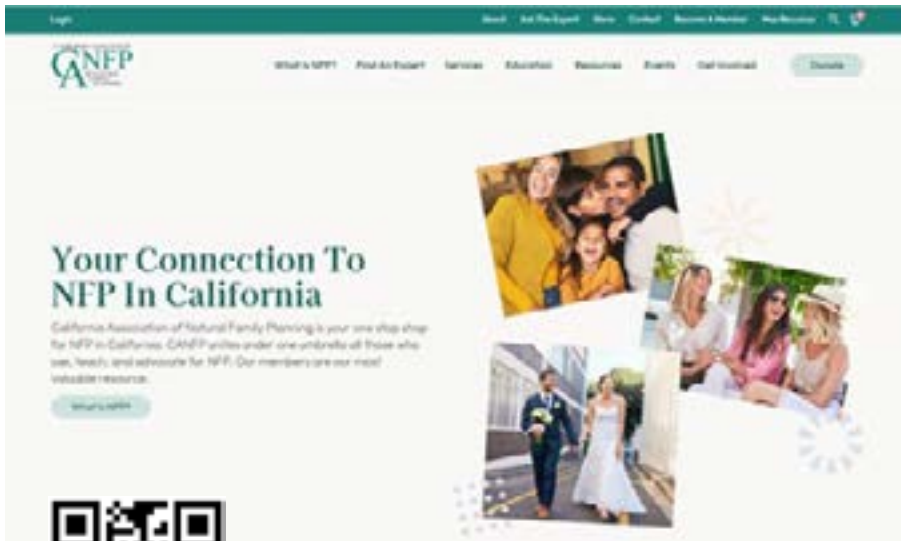 Login
About Ask The Expert Store Contact Become A Member Member Resources
CANFP
What is NFP? Find An Expert Services Education Resources Events Get Involved Donate
Your Connection To
NFP In California
California Association of Natural Family Planning is your one stop shop
for NFP in California. CANFP unites under one umbrella all those who
use, teach, and advocate for NFP. Our members are our most
valuable resource.
What is NFP?